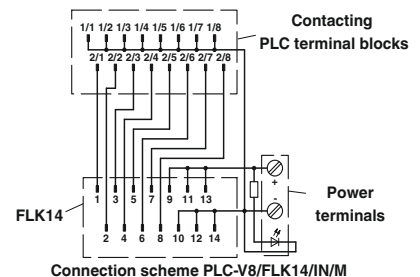 Contacting
PLC terminal blocks
1/1 1/2 1/3 1/4 1/5 1/6 1/7 1/8
2/1 2/2 2/3 2/4 2/5 2/6 2/7 2/8
+
-
Power
terminals
FLK14
1 3 5 7 9 11 13
2 4 6 8 10 12 14
Connection scheme PLC-V8/FLK14/IN/M